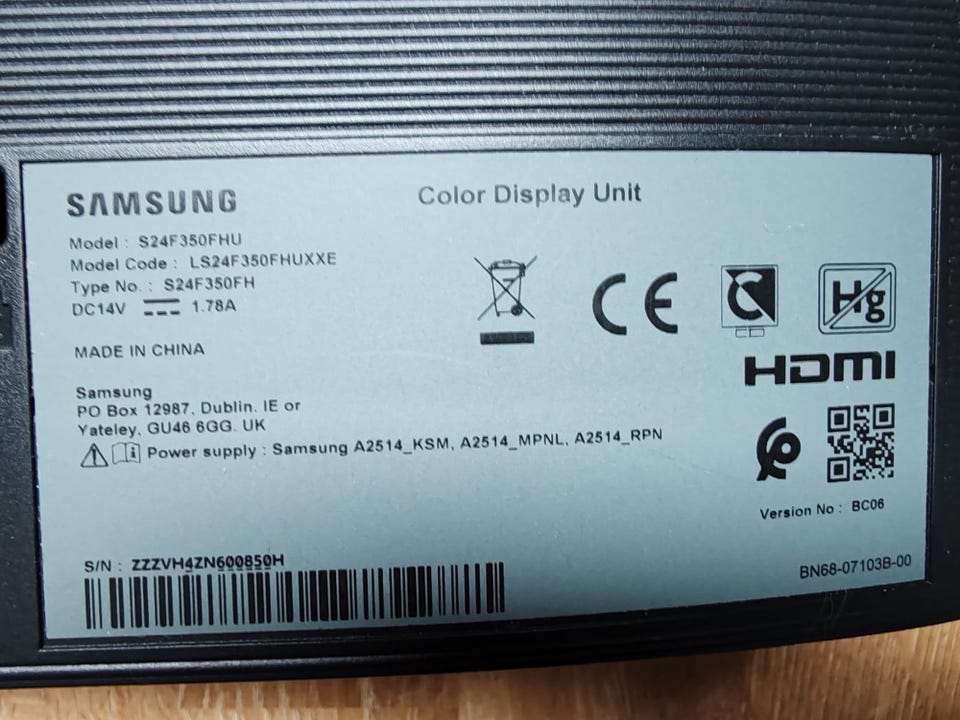 SAMSUNG
Color Display Unit
Model : S24F350FHU
Model Code : LS24F350FHUXXE
Type No. : S24F350FH
DC14V 1.78A
MADE IN CHINA
Samsung
PO Box 12987, Dublin. IE or
Yateley, GU46 6GG. UK
Power supply : Samsung A2514_KSM, A2514_MPNL, A2514_RPN
CE
Hg
HDMI
Version No : BC06
S/N : ZZZVH4ZN600850H
BN68-07103B-00